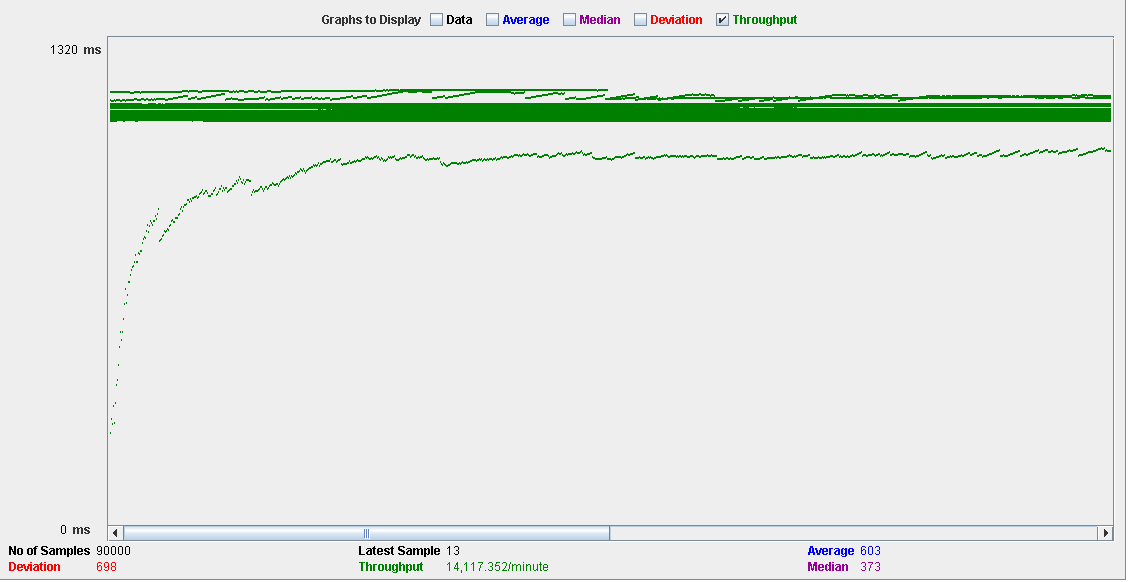 Graphs to Display Data Average Median Deviation Throughput
1320 ms
0 ms
No of Samples 90000 Latest Sample 13 Average 603
Deviation 698 Throughput 14,117.352/minute Median 373